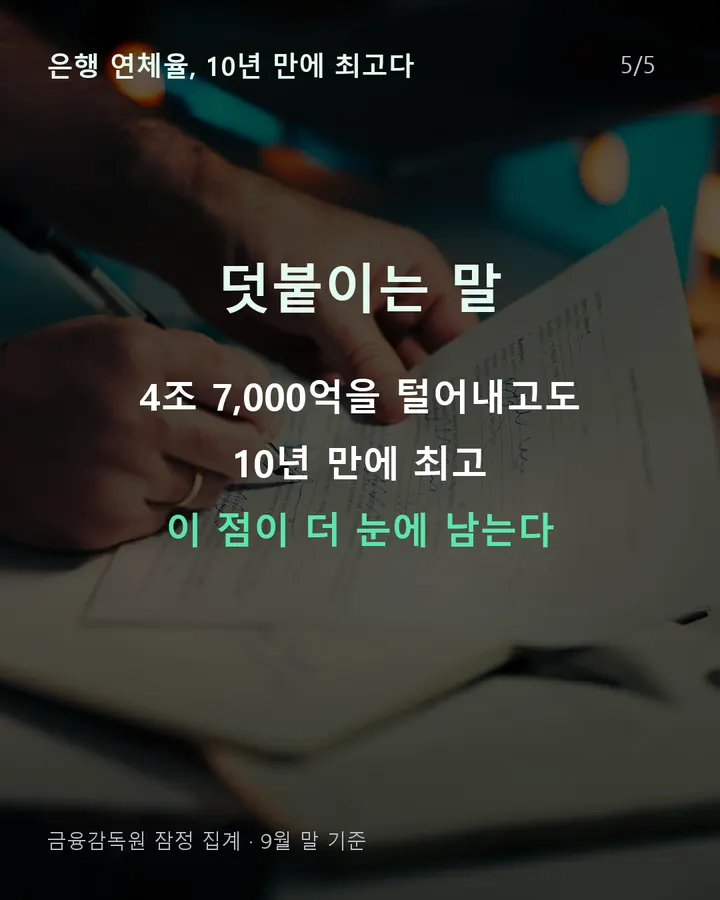 은행 연체율, 10년 만에 최고다
5/5
덧붙이는 말
4조 7,000억을 털어내고도
10년 만에 최고
이 점이 더 눈에 남는다
금융감독원 잠정 집계 · 9월 말 기준